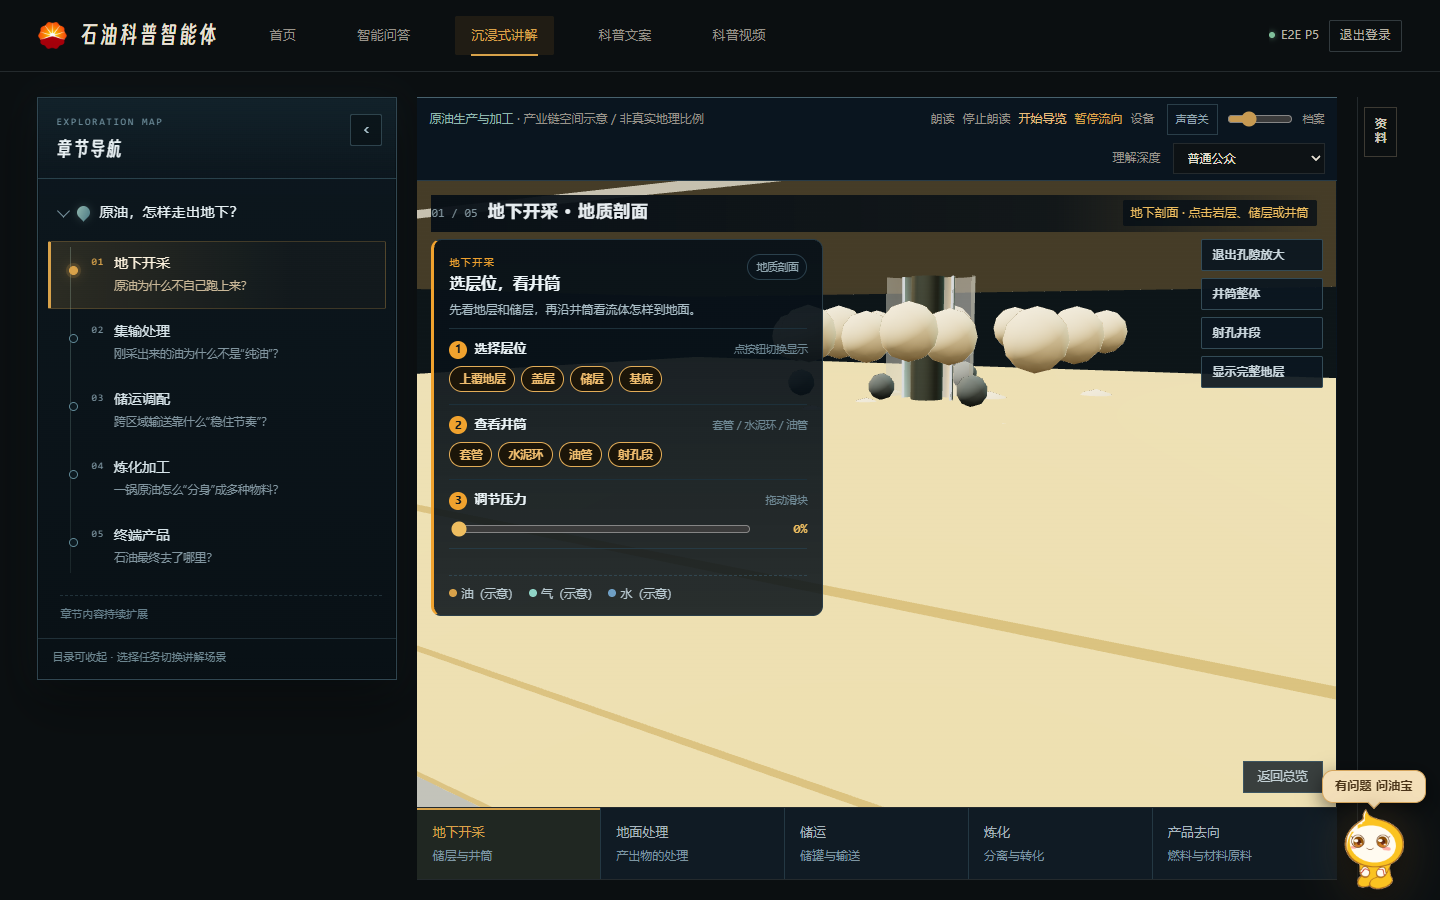 石油科普智能体
首页
智能问答
沉浸式讲解
科普文案
科普视频
E2E P5
退出登录
EXPLORATION MAP
章节导航
原油，怎样走出地下？
01 地下开采
原油为什么不自己跑上来？
02 集输处理
刚采出来的油为什么不是“纯油”？
03 储运调配
跨区域输送靠什么“稳住节奏”？
04 炼化加工
一锅原油怎么“分身”成多种物料？
05 终端产品
石油最终去了哪里？
章节内容持续扩展
目录可收起 · 选择任务切换讲解场景
原油生产与加工 · 产业链空间示意 / 非真实地理比例
朗读 停止朗读 开始导览 暂停流向 设备 声音关 档案
理解深度 普通公众
01 / 05 地下开采 • 地质剖面
地下剖面 · 点击岩层、储层或井筒
地下开采
选层位，看井筒
地质剖面
先看地层和储层，再沿井筒看流体怎样到地面。
1 选择层位 点按钮切换显示
上覆地层 盖层 储层 基底
2 查看井筒 套管 / 水泥环 / 油管
套管 水泥环 油管 射孔段
3 调节压力 拖动滑块
0%
油（示意） 气（示意） 水（示意）
退出孔隙放大
井筒整体
射孔井段
显示完整地层
返回总览
地下开采
储层与井筒
地面处理
产出物的处理
储运
储罐与输送
炼化
分离与转化
产品去向
燃料与材料原料
资料
有问题 问油宝